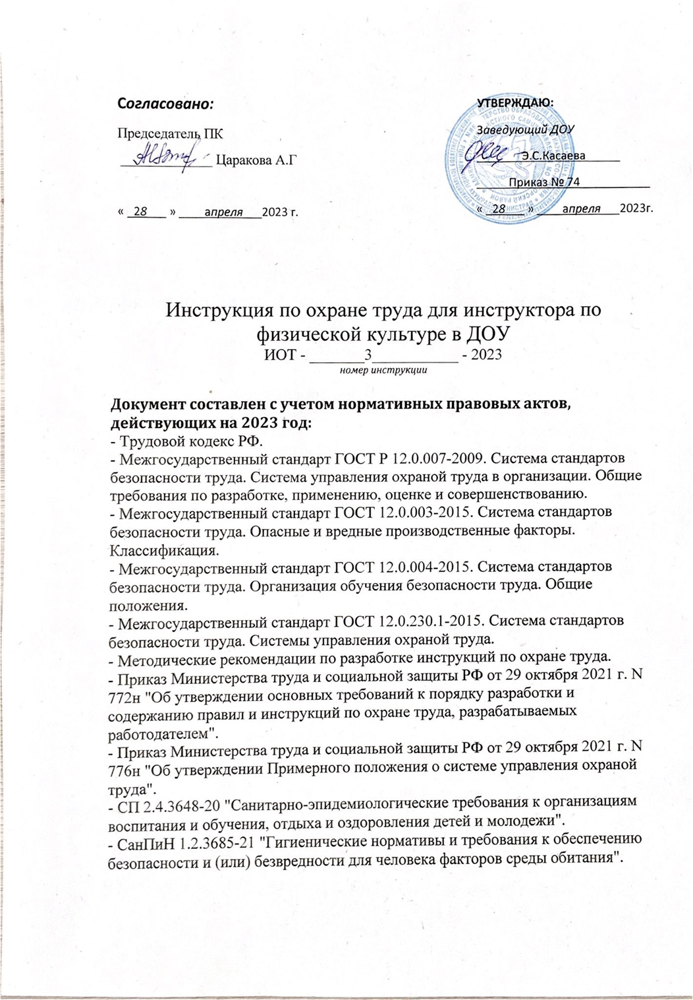 Согласовано:
Председатель ПК
____________ Царакова А.Г
« _28___ » ____апреля___2023 г.
УТВЕРЖДАЮ:
Заведующий ДОУ
Э.С.Касаева
Приказ № 74
« _28___ » ____апреля___2023г.
Инструкция по охране труда для инструктора по
физической культуре в ДОУ
ИОТ - _______3___________ - 2023
номер инструкции
Документ составлен с учетом нормативных правовых актов,
действующих на 2023 год:
- Трудовой кодекс РФ.
- Межгосударственный стандарт ГОСТ Р 12.0.007-2009. Система стандартов
безопасности труда. Система управления охраной труда в организации. Общие
требования по разработке, применению, оценке и совершенствованию.
- Межгосударственный стандарт ГОСТ 12.0.003-2015. Система стандартов
безопасности труда. Опасные и вредные производственные факторы.
Классификация.
- Межгосударственный стандарт ГОСТ 12.0.004-2015. Система стандартов
безопасности труда. Организация обучения безопасности труда. Общие
положения.
- Межгосударственный стандарт ГОСТ 12.0.230.1-2015. Система стандартов
безопасности труда. Системы управления охраной труда.
- Методические рекомендации по разработке инструкций по охране труда.
- Приказ Министерства труда и социальной защиты РФ от 29 октября 2021 г. N
772н "Об утверждении основных требований к порядку разработки и
содержанию правил и инструкций по охране труда, разрабатываемых
работодателем".
- Приказ Министерства труда и социальной защиты РФ от 29 октября 2021 г. N
776н "Об утверждении Примерного положения о системе управления охраной
труда".
- СП 2.4.3648-20 "Санитарно-эпидемиологические требования к организациям
воспитания и обучения, отдыха и оздоровления детей и молодежи".
- СанПиН 1.2.3685-21 "Гигиенические нормативы и требования к обеспечению
безопасности и (или) безвредности для человека факторов среды обитания".